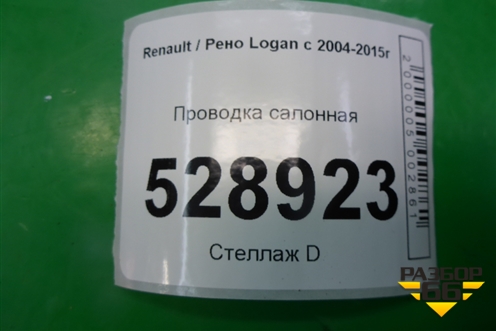 Renault / Рено Logan с 2004-2015г
Проводка салонная
528923
Стеллаж D
2000005002861
РАЗБОР
66